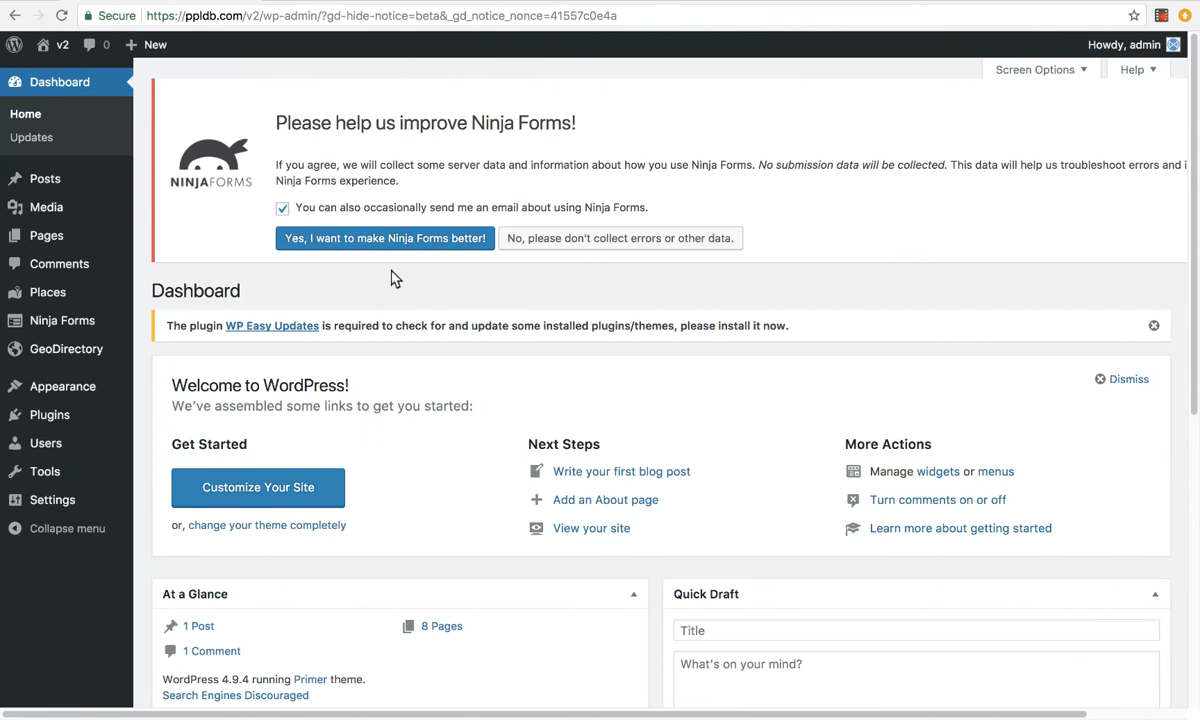 Secure https://ppldb.com/v2/wp-admin/?gd-hide-notice=beta&_gd_notice_nonce=41557c0e4a
v2 0 New Howdy, admin
Screen Options Help
Dashboard
Home
Updates
Posts
Media
Pages
Comments
Places
Ninja Forms
GeoDirectory
Appearance
Plugins
Users
Tools
Settings
Collapse menu
NINJAFORMS
Please help us improve Ninja Forms!
If you agree, we will collect some server data and information about how you use Ninja Forms. No submission data will be collected. This data will help us troubleshoot errors and i
Ninja Forms experience.
You can also occasionally send me an email about using Ninja Forms.
Yes, I want to make Ninja Forms better! No, please don't collect errors or other data.
Dashboard
The plugin WP Easy Updates is required to check for and update some installed plugins/themes, please install it now.
Welcome to WordPress! Dismiss
We've assembled some links to get you started:
Get Started
Customize Your Site
or, change your theme completely
Next Steps
Write your first blog post
Add an About page
View your site
More Actions
Manage widgets or menus
Turn comments on or off
Learn more about getting started
At a Glance
1 Post 8 Pages
1 Comment
WordPress 4.9.4 running Primer theme.
Search Engines Discouraged
Quick Draft
Title
What's on your mind?